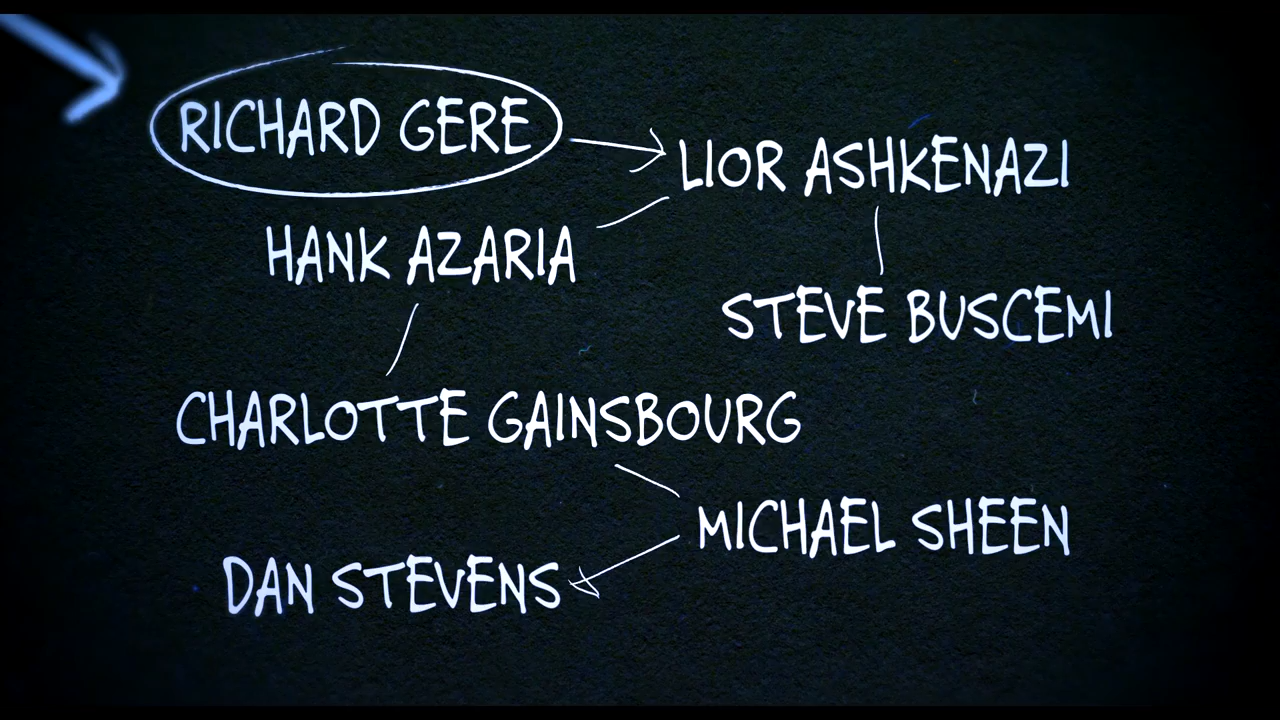 RICHARD GERE
LIOR ASHKENAZI
HANK AZARIA
STEVE BUSCEMI
CHARLOTTE GAINSBOURG
MICHAEL SHEEN
DAN STEVENS